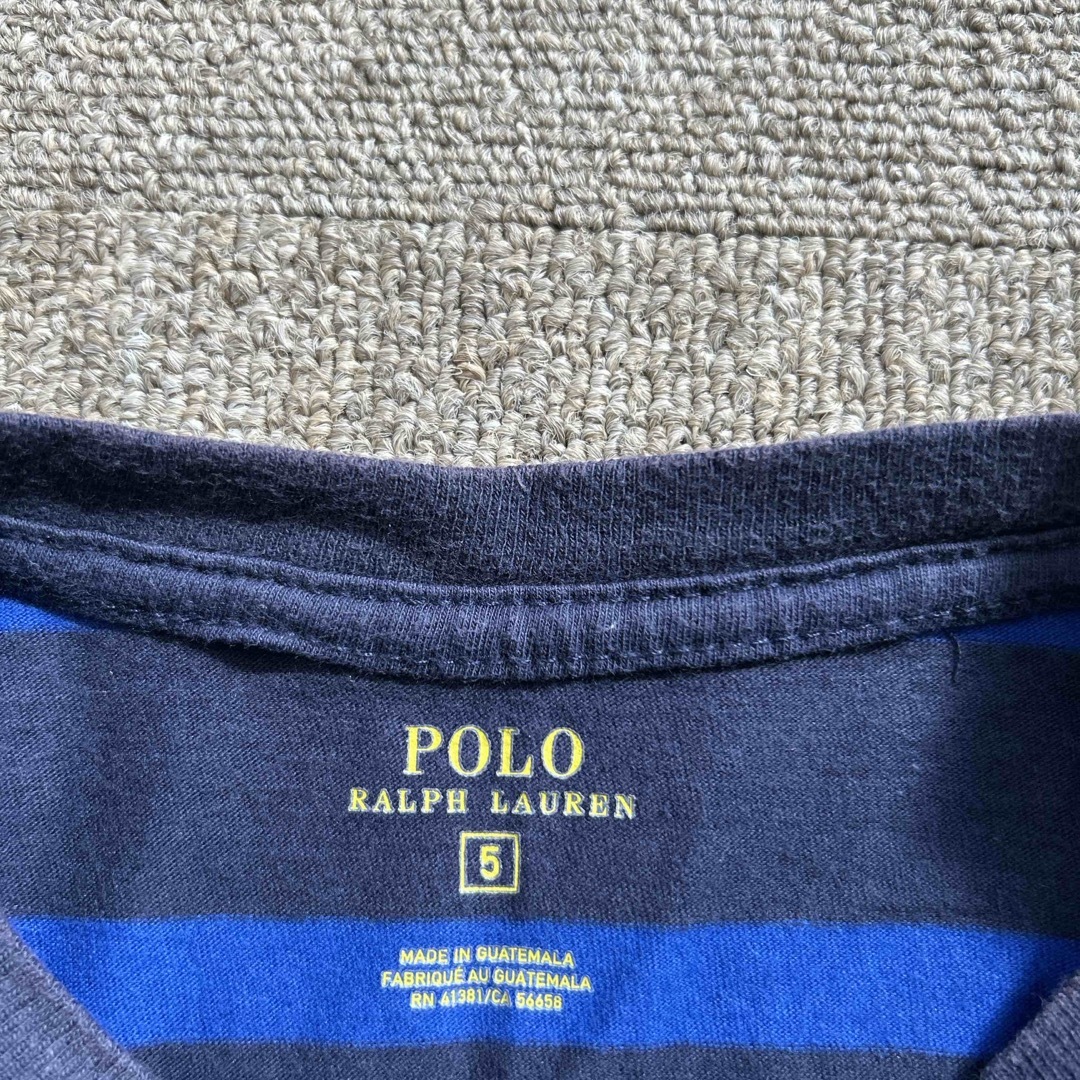 POLO
RALPH LAUREN
5
MADE IN GUATEMALA
FABRIQUÉ AU GUATEMALA
RN 41381/CA 56658